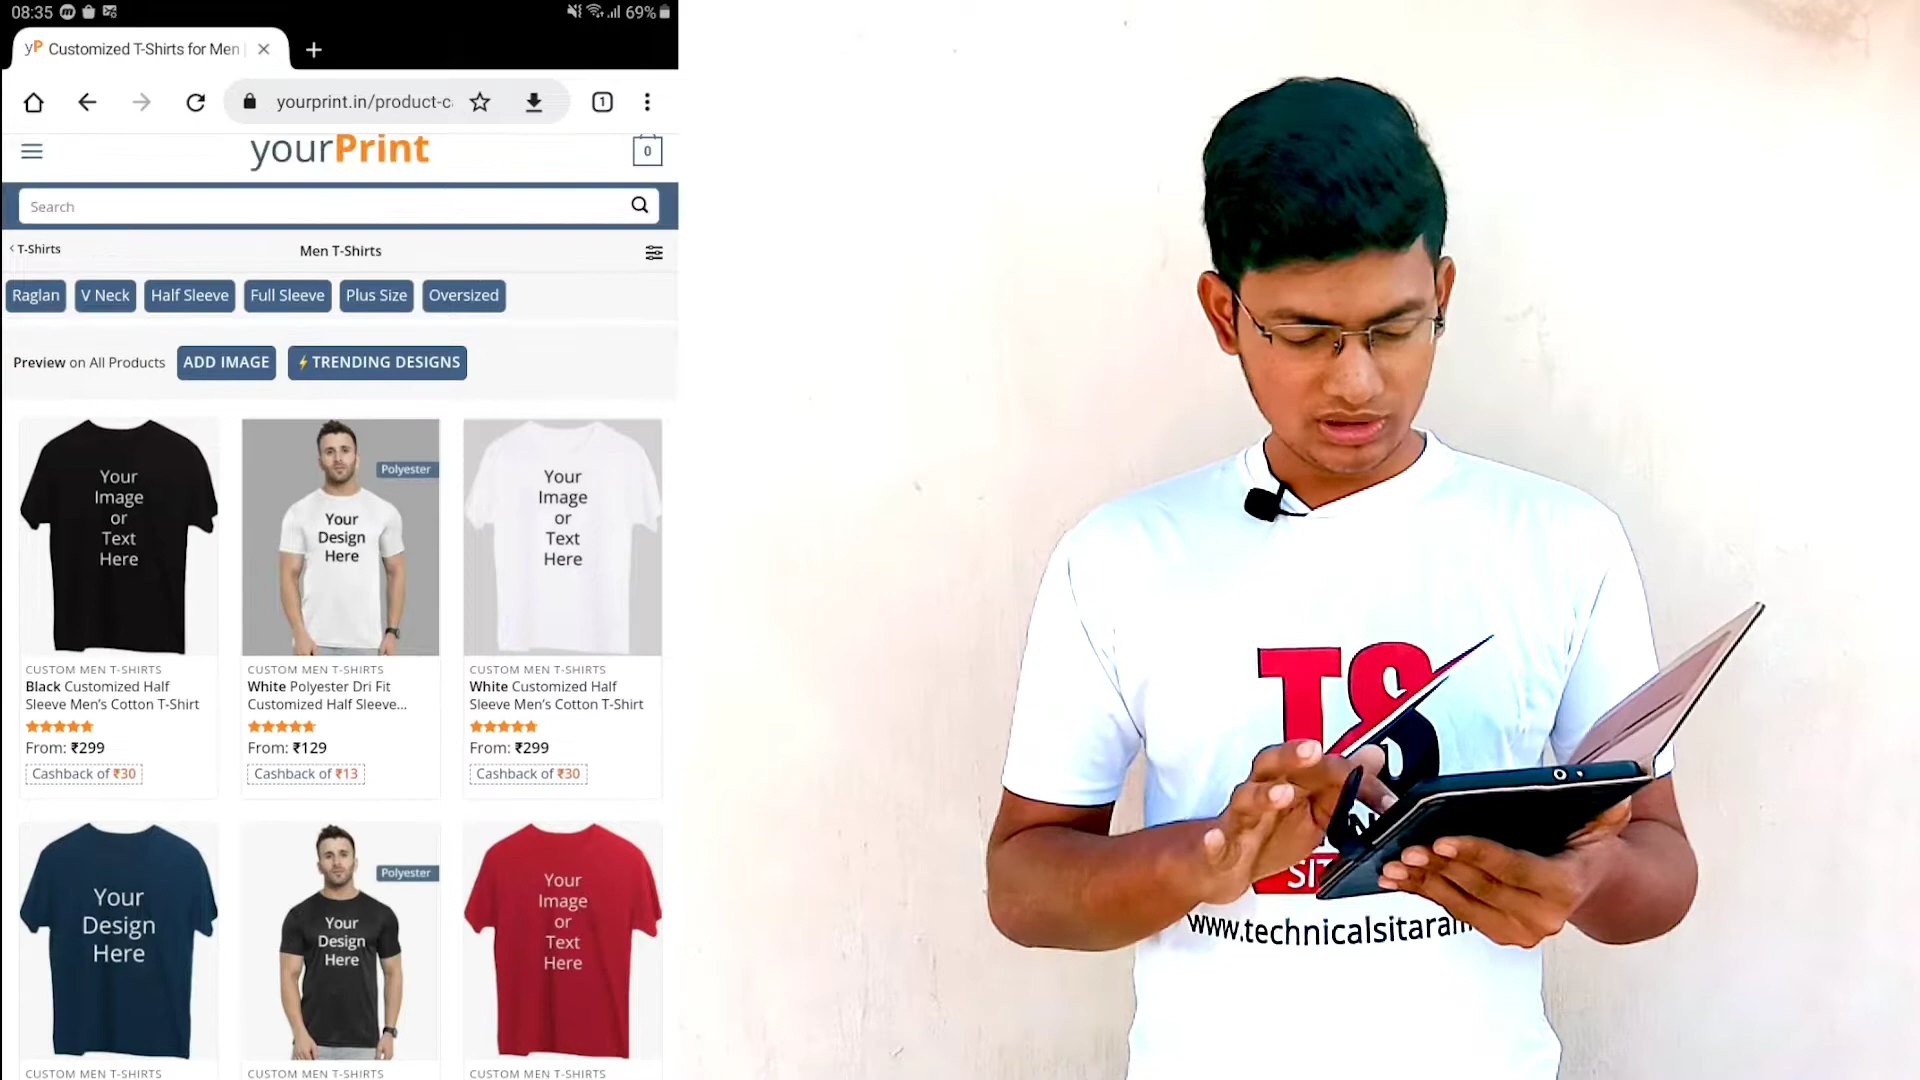 08:35
69%
yP Customized T-Shirts for Men
yourprint.in/product-c
1
yourPrint
0
Search
T-Shirts
Men T-Shirts
Raglan
V Neck
Half Sleeve
Full Sleeve
Plus Size
Oversized
Preview on All Products
ADD IMAGE
TRENDING DESIGNS
Your
Image
or
Text
Here
Polyester
Your
Design
Here
Your
Image
or
Text
Here
CUSTOM MEN T-SHIRTS
Black Customized Half
Sleeve Men's Cotton T-Shirt
From: ₹299
Cashback of ₹30
CUSTOM MEN T-SHIRTS
White Polyester Dri Fit
Customized Half Sleeve...
From: ₹129
Cashback of ₹13
CUSTOM MEN T-SHIRTS
White Customized Half
Sleeve Men's Cotton T-Shirt
From: ₹299
Cashback of ₹30
Your
Design
Here
Polyester
Your
Design
Here
Your
Image
or
Text
Here
CUSTOM MEN T-SHIRTS
CUSTOM MEN T-SHIRTS
CUSTOM MEN T-SHIRTS
TS
SIT
www.technicalsitaram